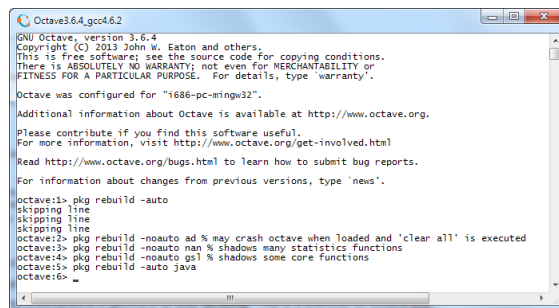 Octave3.6.4_gcc4.6.2
GNU Octave, version 3.6.4
Copyright (C) 2013 John W. Eaton and others.
This is free software; see the source code for copying conditions.
There is ABSOLUTELY NO WARRANTY; not even for MERCHANTABILITY or
FITNESS FOR A PARTICULAR PURPOSE.  For details, type `warranty'.
Octave was configured for "i686-pc-mingw32".
Additional information about Octave is available at http://www.octave.org.
Please contribute if you find this software useful.
For more information, visit http://www.octave.org/get-involved.html
Read http://www.octave.org/bugs.html to learn how to submit bug reports.
For information about changes from previous versions, type `news'.
octave:1> pkg rebuild -auto
skipping line
skipping line
skipping line
octave:2> pkg rebuild -noauto ad % may crash octave when loaded and 'clear all' is executed
octave:3> pkg rebuild -noauto nan % shadows many statistics functions
octave:4> pkg rebuild -noauto gsl % shadows some core functions
octave:5> pkg rebuild -auto java
octave:6> _